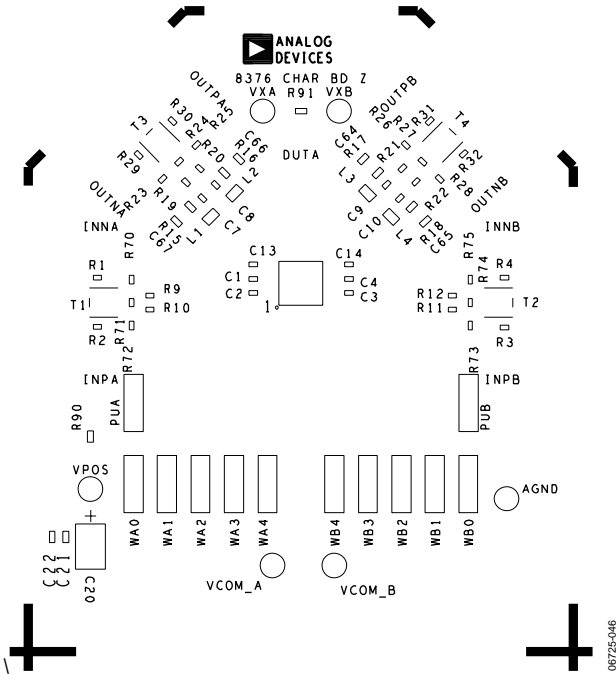 ANALOG
DEVICES
8376 CHAR BD Z
VXA R91 VXB
OUTPA
R25
R30
R24
T3
R20
C66
R16
R29
R23
R19
L2
OUTNA
R15
C67
L1
C7
C8
DUTA
OUTPB
R26
R31
R27
T4
C64
R17
R21
R32
L3
R28
R22
OUTNB
C9
C10
R18
C65
L4
INNA
R70
INNB
R75
R74
C13
C14
R1
R4
C1
C4
R9
C2
C3
R12
T1
R10
1
R11
T2
R71
R2
R3
R72
R73
INPA
INPB
PUA
PUB
R90
VPOS
AGND
+
WA0 WA1 WA2 WA3 WA4 WB4 WB3 WB2 WB1 WB0
C22
C21
C20
VCOM_A
VCOM_B
06725-046